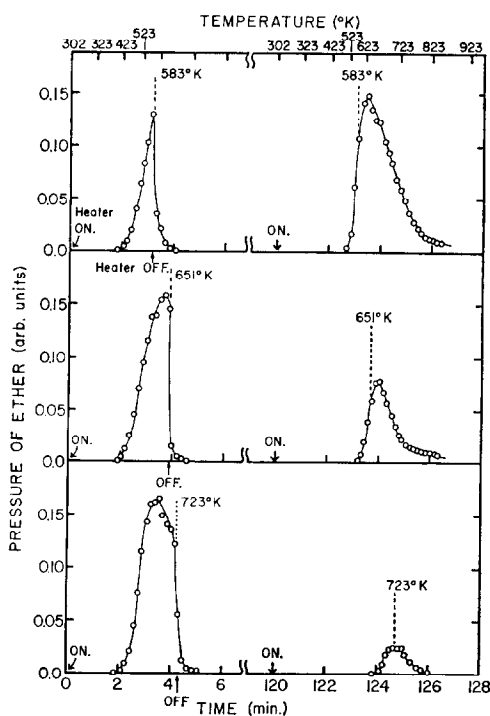 TEMPERATURE (°K)
523 523
302 323 423 302 323 423 623 723 823 923
583°K 583°K
0.15
0.10
0.05
Heater
ON. ON.
0.0
Heater OFF.
651°K 651°K
0.15
0.10
0.05
ON. ON.
0.00
OFF.
723°K 723°K
0.15
0.10
0.05
ON. ON.
0.0
0 2 4 6 120 122 124 126 128
OFF
TIME (min.)
PRESSURE OF ETHER (arb. units)